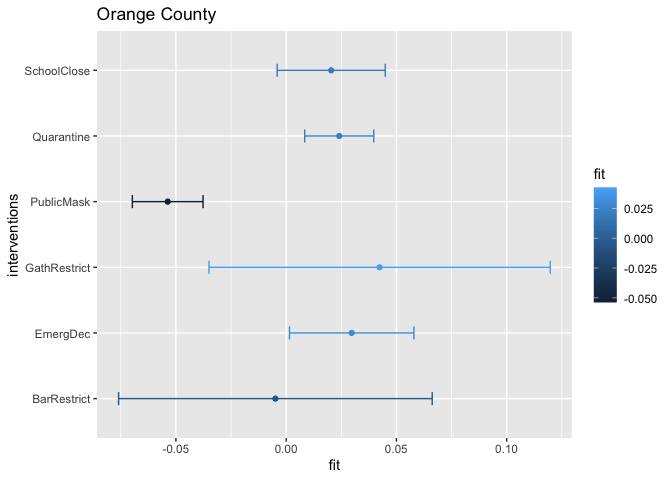 Orange County
interventions
SchoolClose
Quarantine
PublicMask
GathRestrict
EmergDec
BarRestrict
-0.05
0.00
0.05
0.10
fit
fit
0.025
0.000
-0.025
-0.050